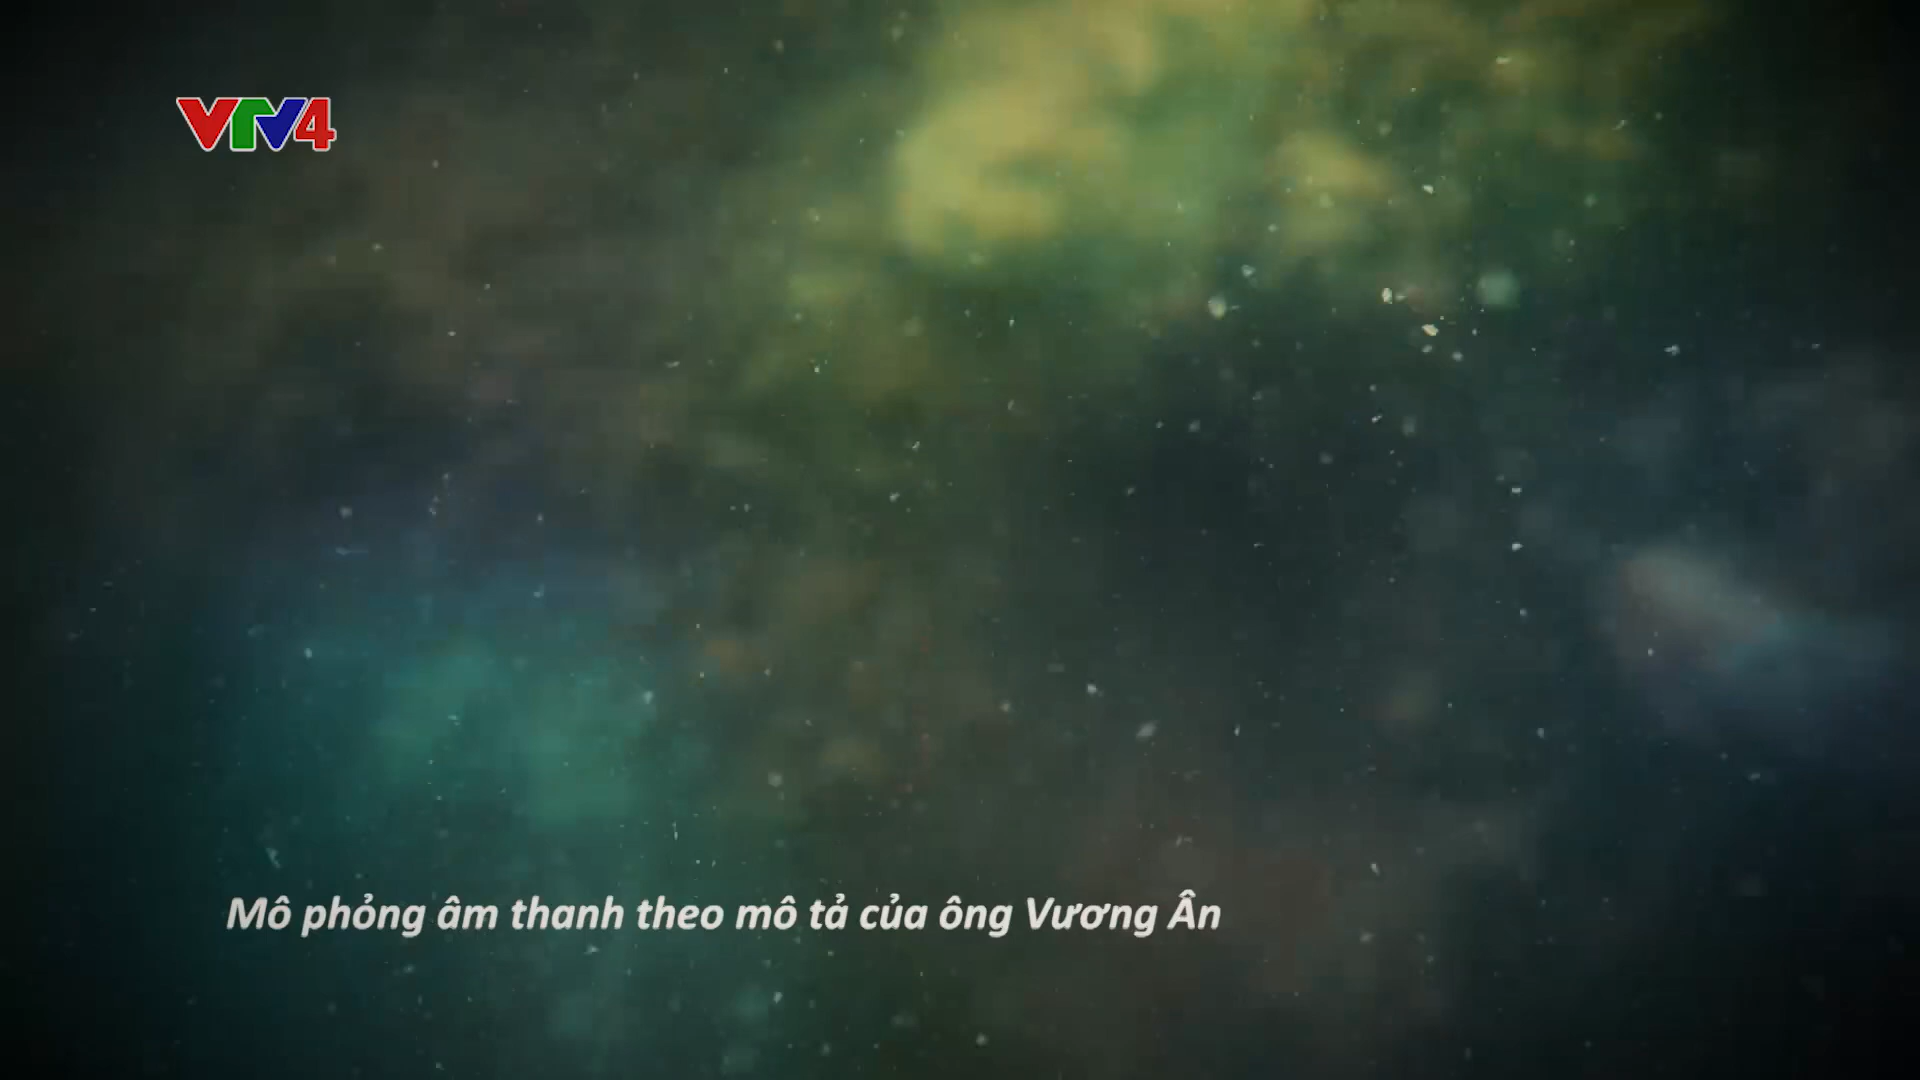 VTV4
Mô phỏng âm thanh theo mô tả của ông Vương Ân